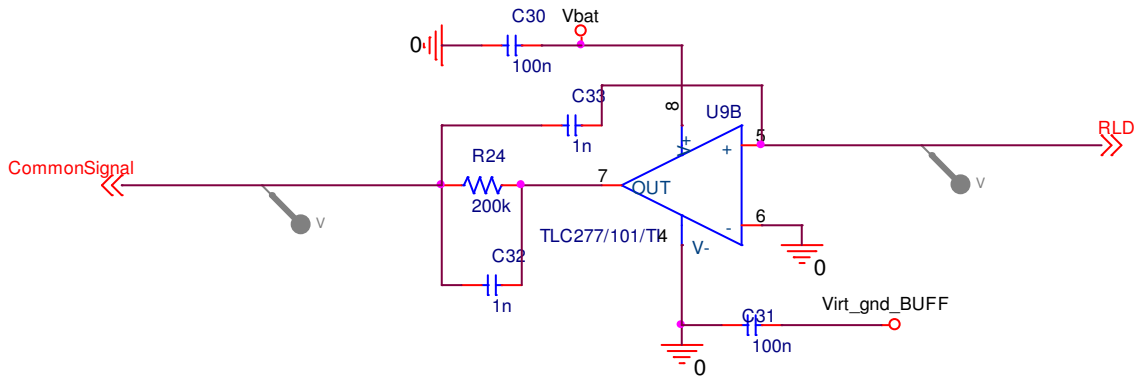 C30
Vbat
0
100n
C33
8
U9B
1n
V+
+
5
RLD
CommonSignal
R24
7
OUT
V
200k
6
-
TLC277/101/TI
4
V-
V
C32
0
1n
Virt_gnd_BUFF
C31
100n
0